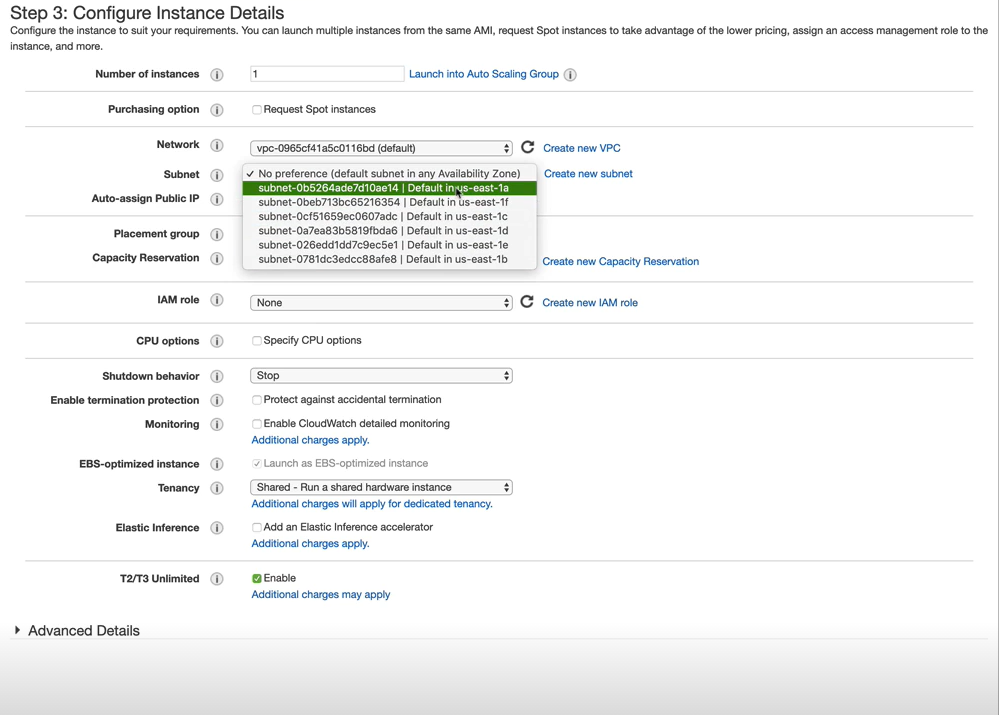 Step 3: Configure Instance Details
Configure the instance to suit your requirements. You can launch multiple instances from the same AMI, request Spot instances to take advantage of the lower pricing, assign an access management role to the
instance, and more.
Number of instances i 1 Launch into Auto Scaling Group i
Purchasing option i Request Spot instances
Network i vpc-0965cf41a5c0116bd (default) Create new VPC
Subnet i ✓ No preference (default subnet in any Availability Zone) Create new subnet
subnet-0b5264ade7d10ae14 | Default in us-east-1a
Auto-assign Public IP i subnet-0beb713bc65216354 | Default in us-east-1f
subnet-0cf51659ec0607adc | Default in us-east-1c
Placement group i subnet-0a7ea83b5819fbda6 | Default in us-east-1d
subnet-026edd1dd7c9ec5e1 | Default in us-east-1e
Capacity Reservation i subnet-0781dc3edcc88afe8 | Default in us-east-1b Create new Capacity Reservation
IAM role i None Create new IAM role
CPU options i Specify CPU options
Shutdown behavior i Stop
Enable termination protection i Protect against accidental termination
Monitoring i Enable CloudWatch detailed monitoring
Additional charges apply.
EBS-optimized instance i Launch as EBS-optimized instance
Tenancy i Shared - Run a shared hardware instance
Additional charges will apply for dedicated tenancy.
Elastic Inference i Add an Elastic Inference accelerator
Additional charges apply.
T2/T3 Unlimited i Enable
Additional charges may apply
Advanced Details